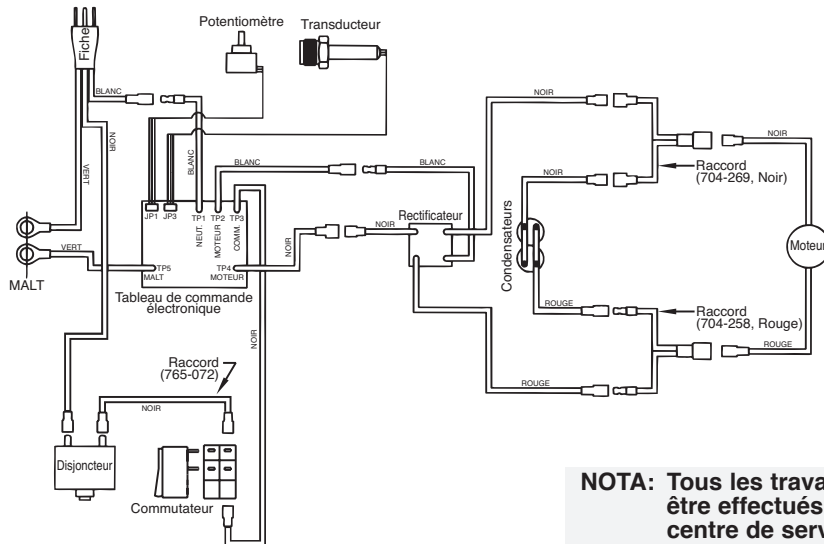 Potentiomètre
Transducteur
Fiche
BLANC
NOIR
VERT
BLANC
NOIR
NOIR
Raccord
(704-269, Noir)
NOIR
BLANC
BLANC
Rectificateur
Condensateurs
Moteur
JP1 JP3 TP1 TP2 TP3
NEUT.
MOTEUR
COMM.
NOIR
NOIR
VERT
TP5
MALT
TP4
MOTEUR
MALT
Tableau de commande
électronique
ROUGE
Raccord
(704-258, Rouge)
ROUGE
ROUGE
NOIR
Raccord
(765-072)
NOIR
Disjoncteur
Commutateur
NOTA: Tous les trava
être effectués
centre de serv